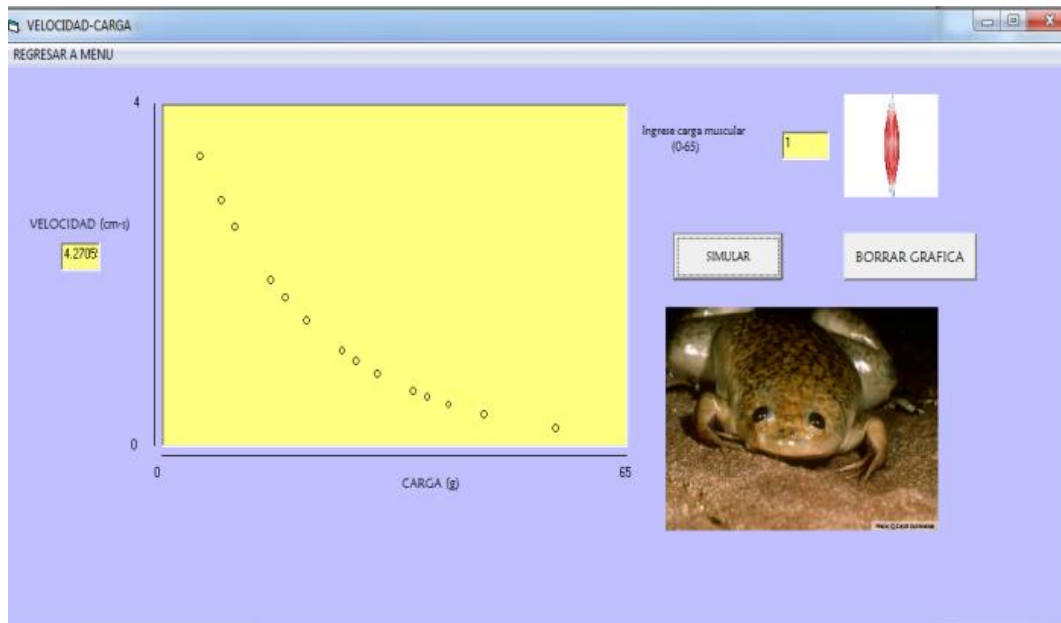 VELOCIDAD-CARGA
REGRESAR A MENU
4
VELOCIDAD (cm-s)
4.2705
0
0
65
CARGA (g)
Ingrese carga muscular
(0-65)
1
SIMULAR
BORRAR GRAFICA